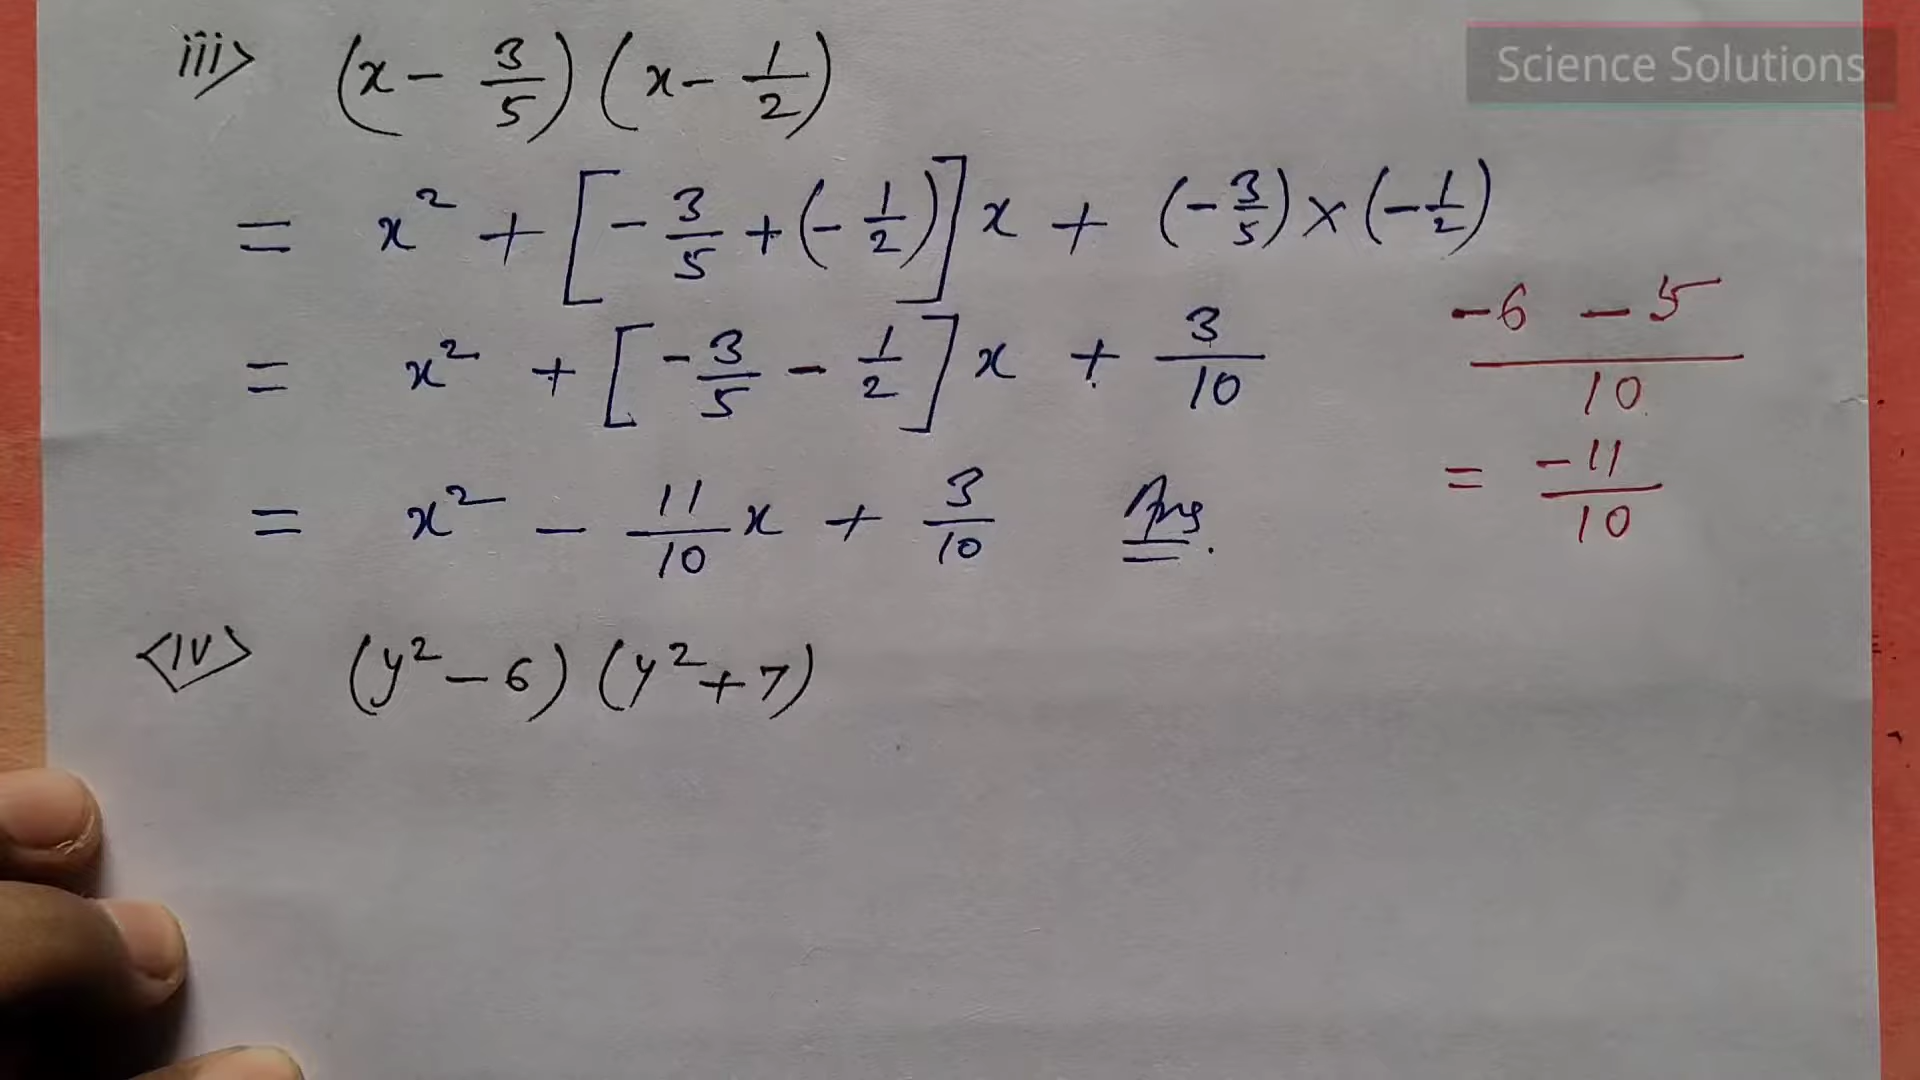 Science Solutions
iii> (x - 3/5) (x - 1/2)
= x² + [- 3/5 + (- 1/2)] x + (- 3/5) × (- 1/2)
= x² + [- 3/5 - 1/2] x + 3/10
-6 - 5 / 10
= x² - 11/10 x + 3/10 Ans.
= -11/10
<iv> (y² - 6) (y² + 7)